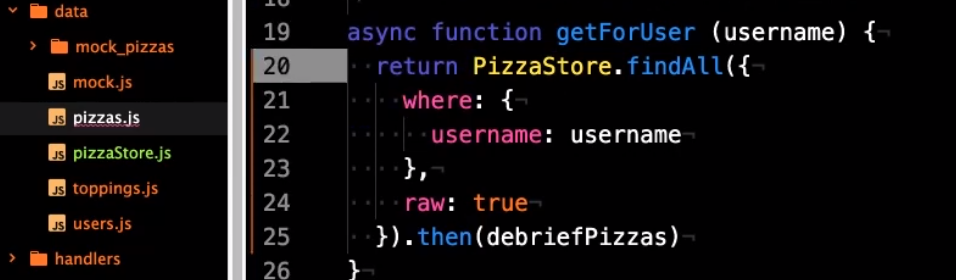 data
mock_pizzas
JS mock.js
JS pizzas.js
JS pizzaStore.js
JS toppings.js
JS users.js
handlers
18
19 async function getForUser (username) {
20 return PizzaStore.findAll({
21 where: {
22 username: username
23 },
24 raw: true
25 }).then(debriefPizzas)
26 }